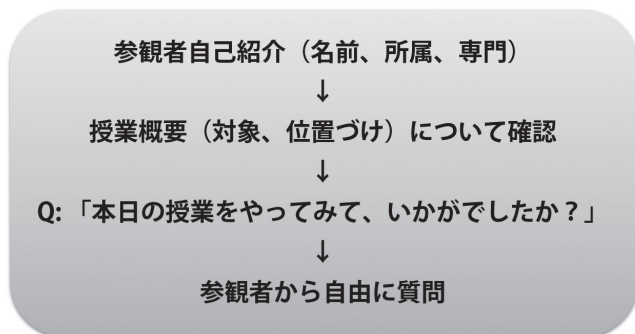 参観者自己紹介（名前、所属、専門）
↓
授業概要（対象、位置づけ）について確認
↓
Q: 「本日の授業をやってみて、いかがでしたか？」
↓
参観者から自由に質問